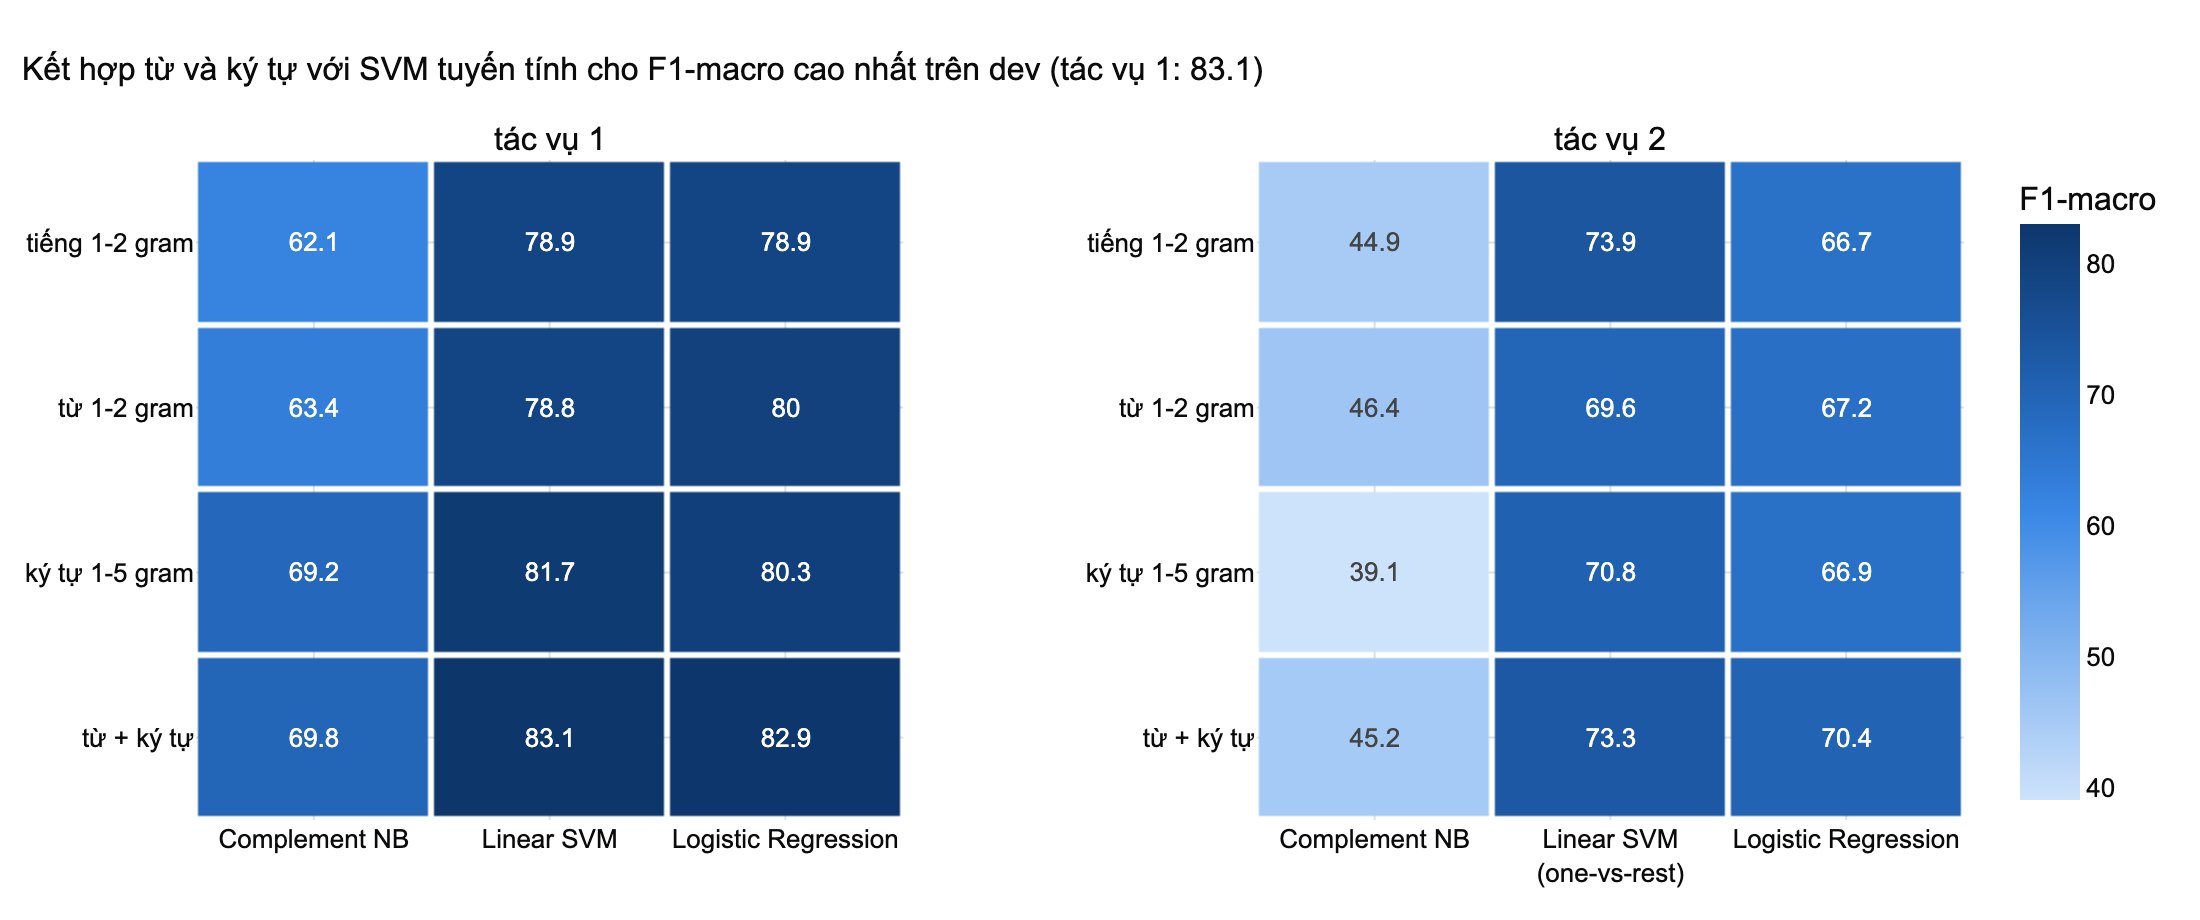 Kết hợp từ và ký tự với SVM tuyến tính cho F1-macro cao nhất trên dev (tác vụ 1: 83.1)
tác vụ 1
tiếng 1-2 gram 62.1 78.9 78.9
từ 1-2 gram 63.4 78.8 80
ký tự 1-5 gram 69.2 81.7 80.3
từ + ký tự 69.8 83.1 82.9
Complement NB Linear SVM Logistic Regression
tác vụ 2
tiếng 1-2 gram 44.9 73.9 66.7
từ 1-2 gram 46.4 69.6 67.2
ký tự 1-5 gram 39.1 70.8 66.9
từ + ký tự 45.2 73.3 70.4
Complement NB Linear SVM Logistic Regression
(one-vs-rest)
F1-macro
80
70
60
50
40